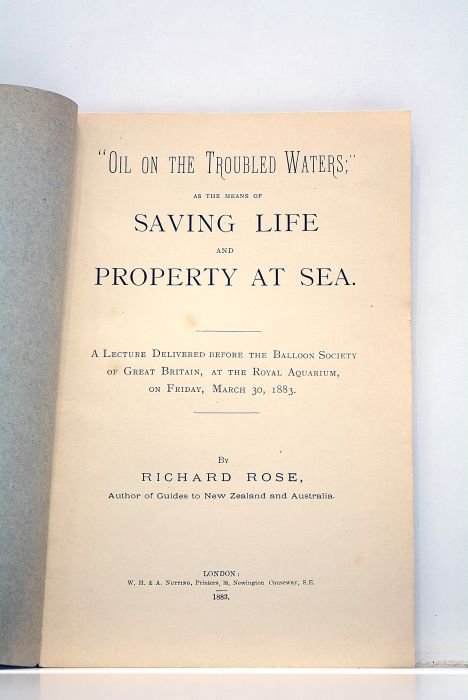 "Oil on the Troubled Waters;"
as the means of
SAVING LIFE
and
PROPERTY AT SEA.
A Lecture Delivered before the Balloon Society
of Great Britain, at the Royal Aquarium,
on Friday, March 30, 1883.
By
RICHARD ROSE,
Author of Guides to New Zealand and Australia.
LONDON:
W. H. & A. Nutting, Printers, 18, Newington Causeway, S.E.
1883.